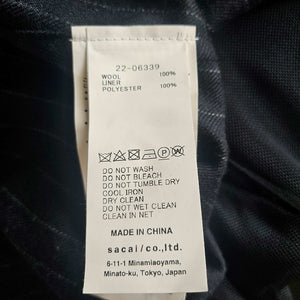 22-06339
WOOL 100%
LINER
POLYESTER 100%
DO NOT WASH
DO NOT BLEACH
DO NOT TUMBLE DRY
COOL IRON
DRY CLEAN
DO NOT WET CLEAN
CLEAN IN NET
MADE IN CHINA
sacai/co.,ltd.
6-11-1 Minamiaoyama,
Minato-ku, Tokyo, Japan